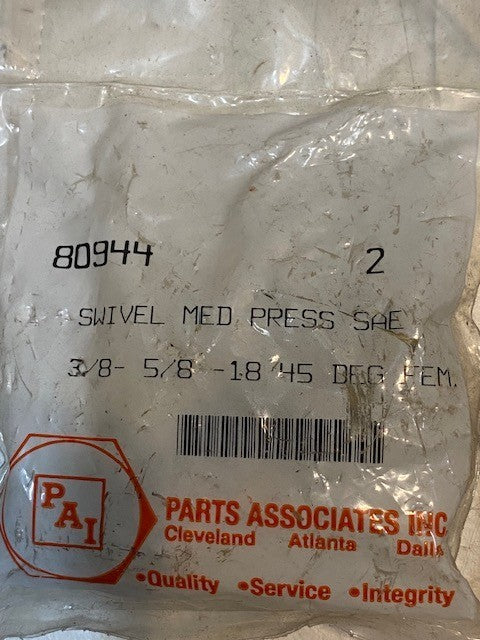 80944 2
SWIVEL MED PRESS SAE
3/8- 5/8 -18 45 DEG FEM.
PAI
PARTS ASSOCIATES INC
Cleveland Atlanta Dalla
•Quality •Service •Integrity